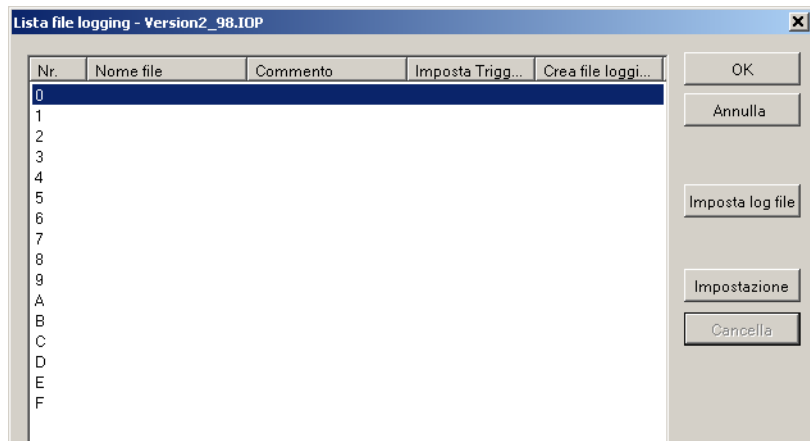 Lista file logging - Version2_98.IOP
Nr. Nome file Commento Imposta Trigg... Crea file loggi...
0
1
2
3
4
5
6
7
8
9
A
B
C
D
E
F
OK
Annulla
Imposta log file
Impostazione
Cancella